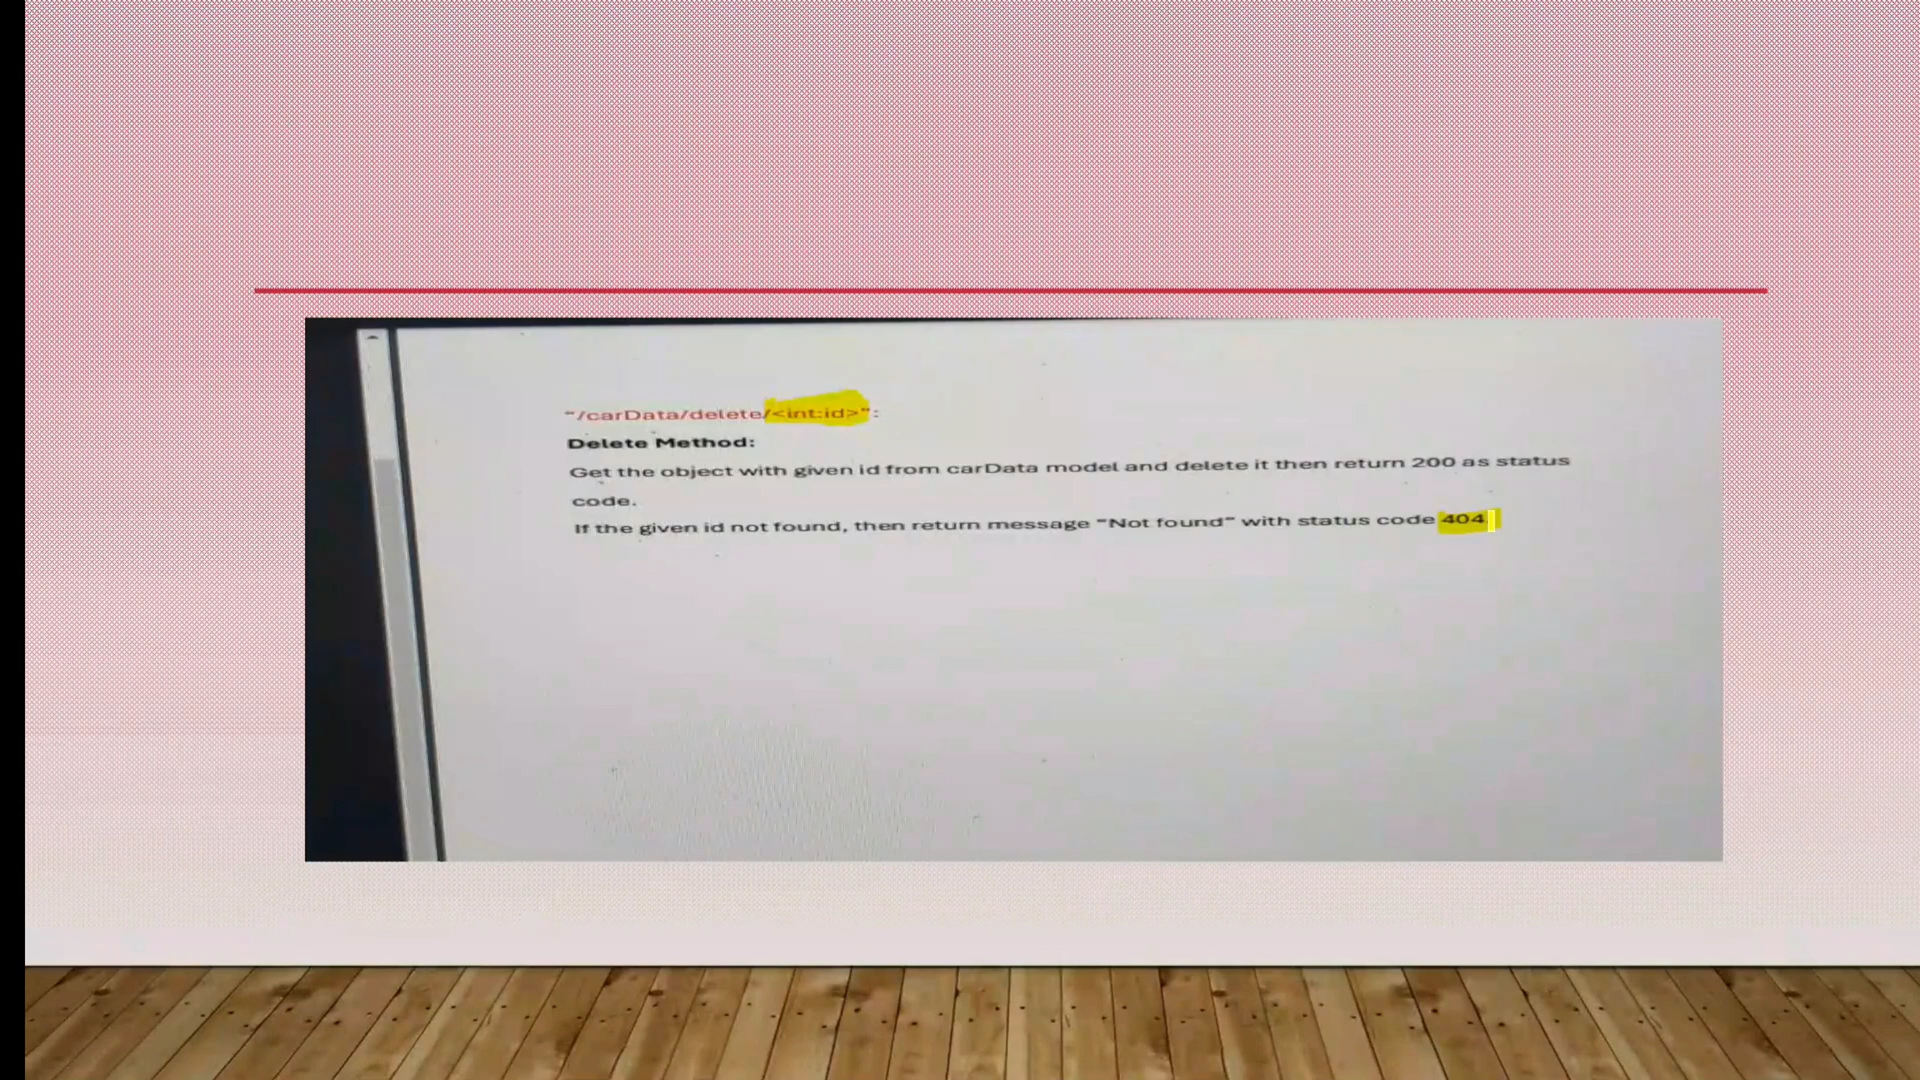 "/carData/delete/<int:id>":
Delete Method:
Get the object with given id from carData model and delete it then return 200 as status
code.
If the given id not found, then return message "Not found" with status code 404